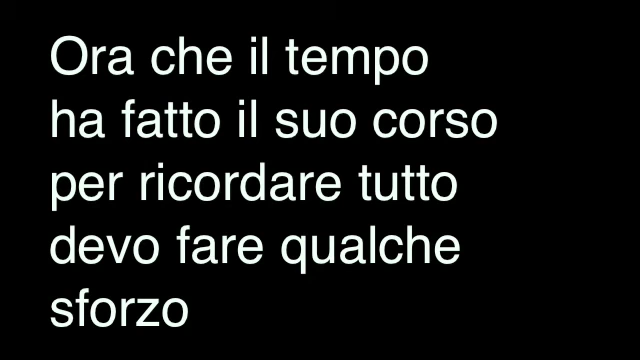 Ora che il tempo
ha fatto il suo corso
per ricordare tutto
devo fare qualche
sforzo